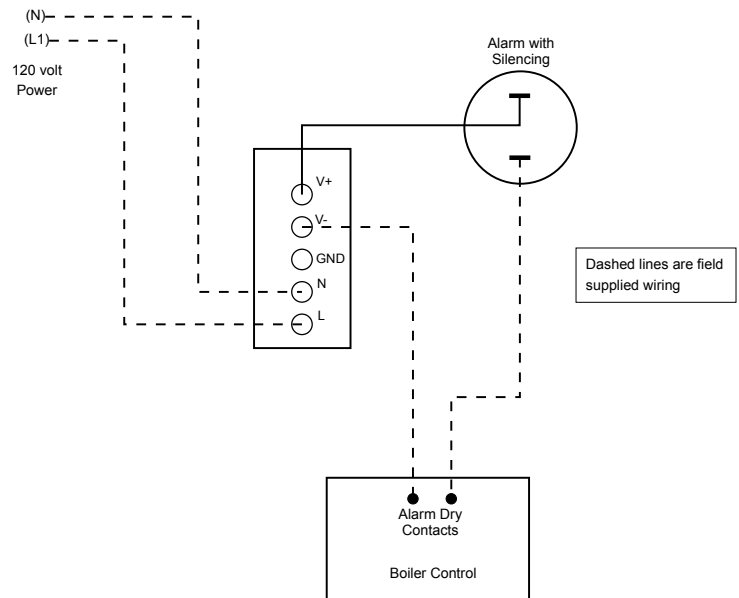 (N)
(L1)
120 volt
Power
Alarm with
Silencing
V+
V-
GND
N
L
Dashed lines are field
supplied wiring
Alarm Dry
Contacts
Boiler Control